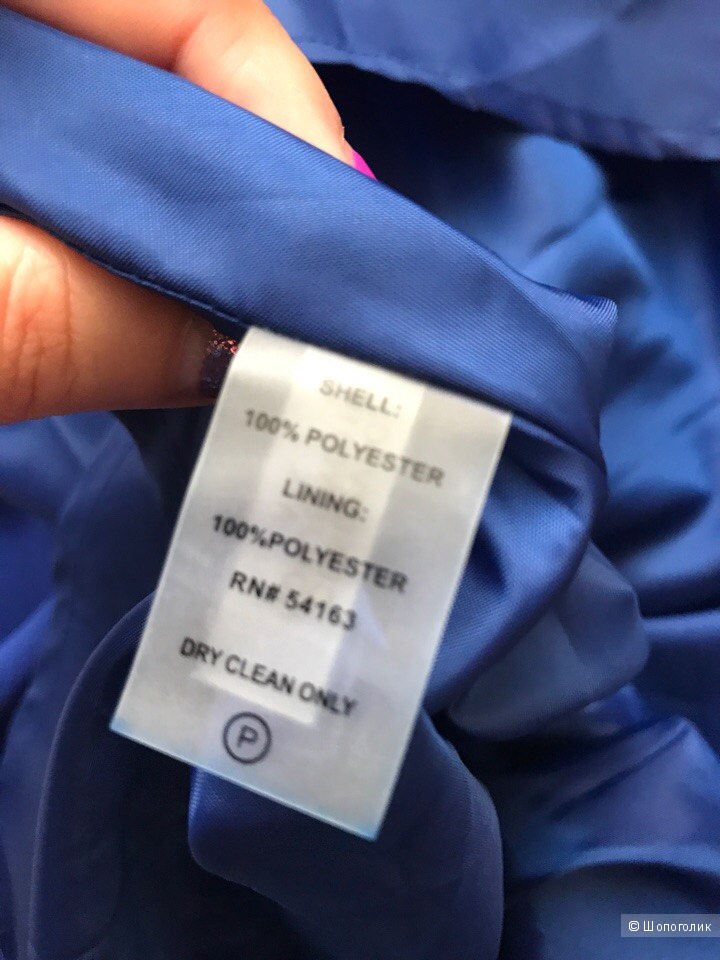 SHELL:
100% POLYESTER
LINING:
100%POLYESTER
RN# 54163
DRY CLEAN ONLY
P
© Шопоголик